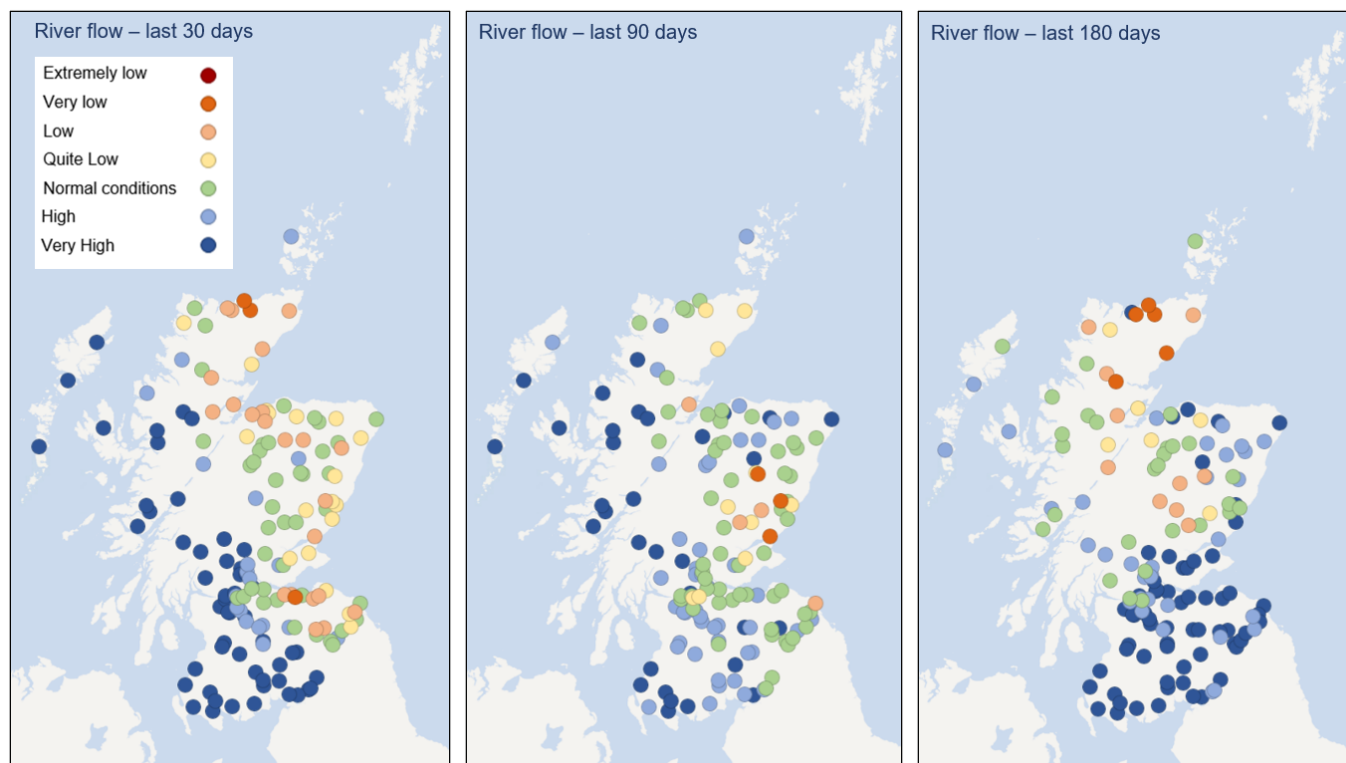 River flow – last 30 days
Extremely low
Very low
Low
Quite Low
Normal conditions
High
Very High
River flow – last 90 days
River flow – last 180 days